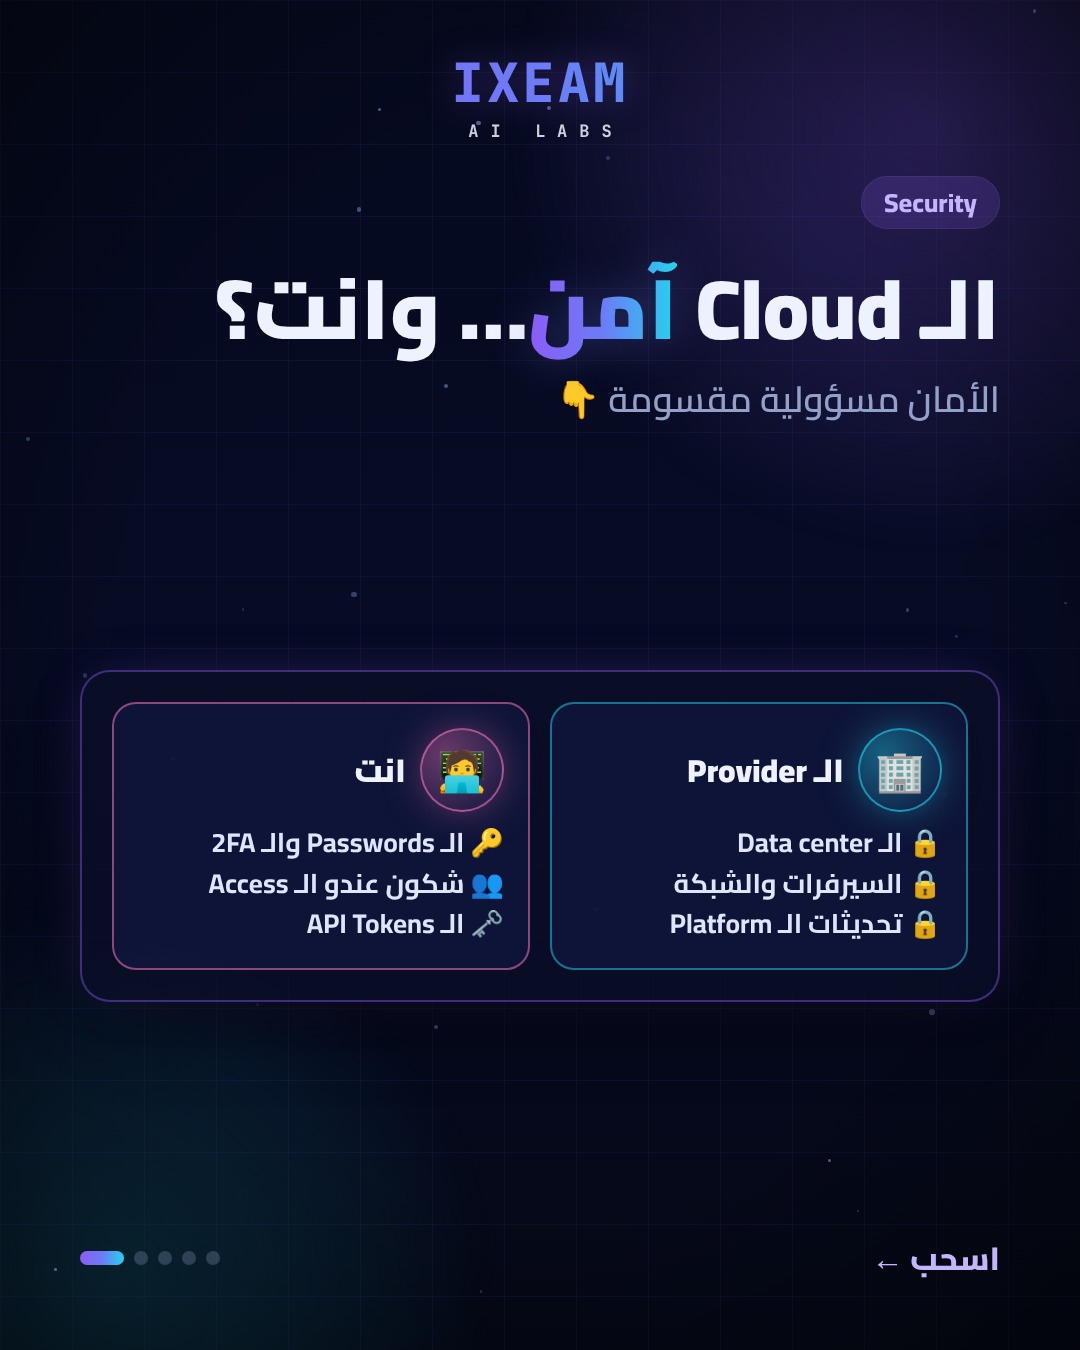 IXEAM
AI LABS
Security
الـ Cloud آمن... وانت؟
الأمان مسؤولية مقسومة 👇
الـ Provider
🔒 الـ Data center
🔒 السيرفرات والشبكة
🔒 تحديثات الـ Platform
انت
🔑 الـ Passwords والـ 2FA
👥 شكون عندو الـ Access
🗝️ الـ API Tokens
اسحب ←